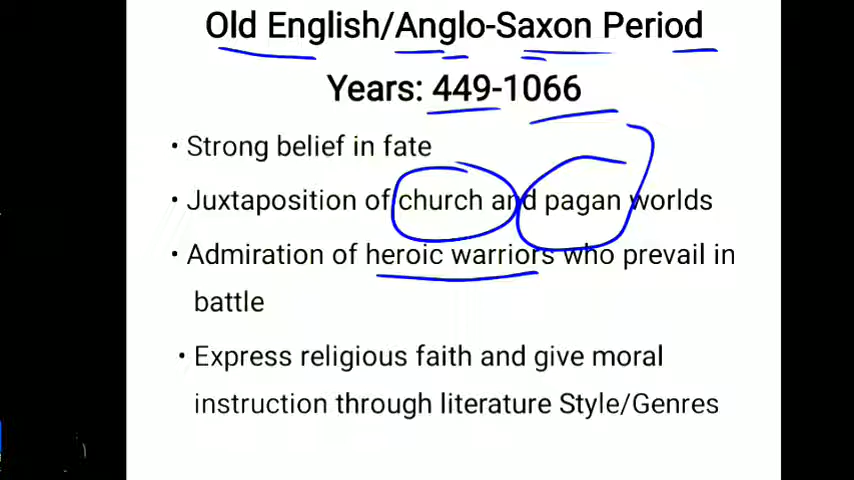 Old English/Anglo-Saxon Period
Years: 449-1066
• Strong belief in fate
• Juxtaposition of church and pagan worlds
• Admiration of heroic warriors who prevail in
battle
• Express religious faith and give moral
instruction through literature Style/Genres